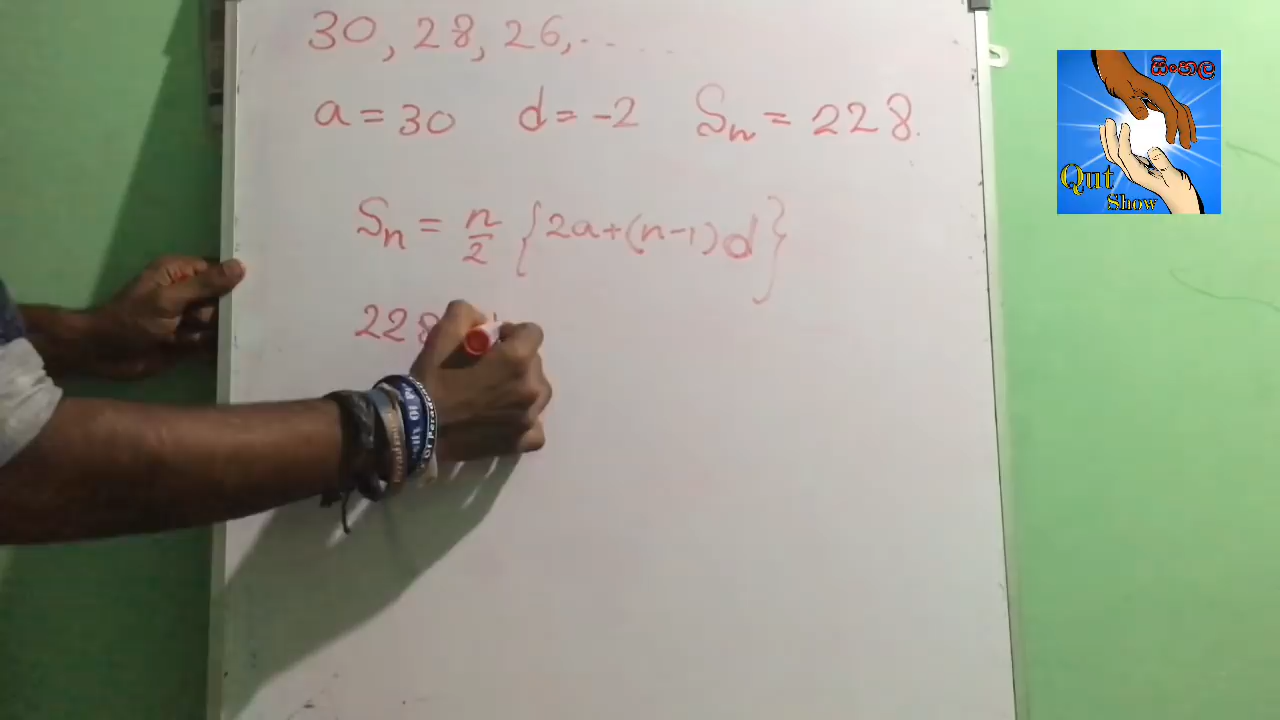 30, 28, 26, .. ....
a = 30 d = -2 Sn = 228.
Sn = n/2 {2a+(n-1)d}
228
සිංහල
Qut
Show